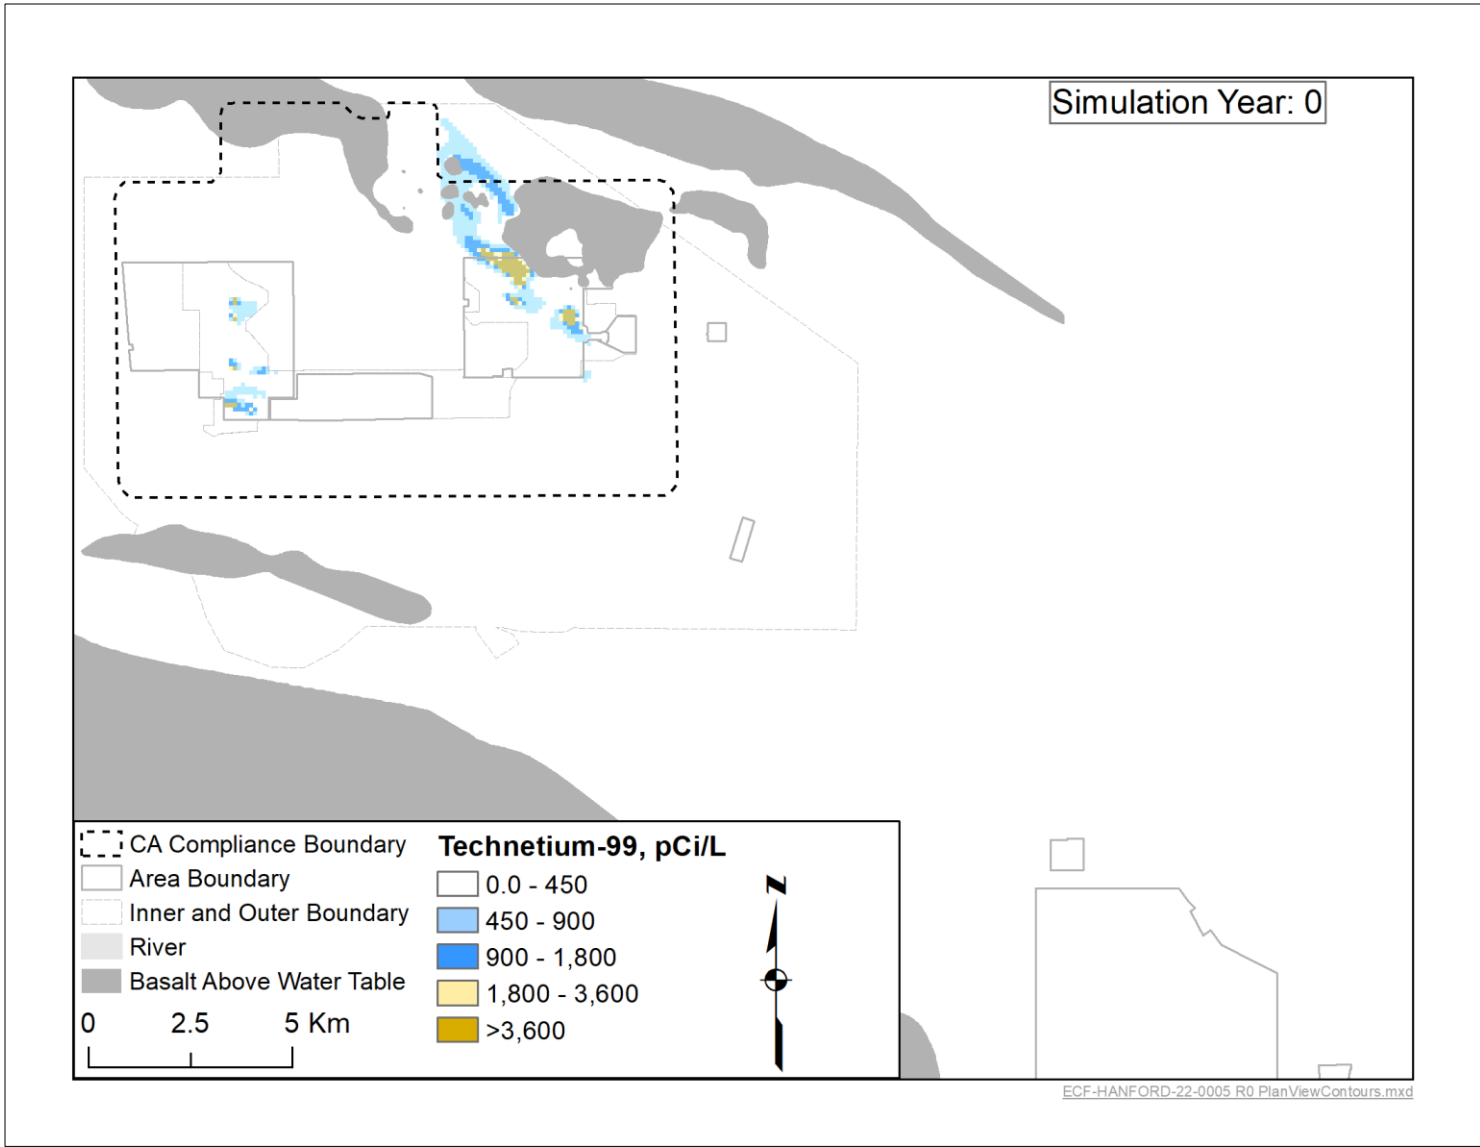 Simulation Year: 0
CA Compliance Boundary
Area Boundary
Inner and Outer Boundary
River
Basalt Above Water Table
0 2.5 5 Km
Technetium-99, pCi/L
0.0 - 450
450 - 900
900 - 1,800
1,800 - 3,600
>3,600
N
ECF-HANFORD-22-0005 R0 PlanViewContours.mxd